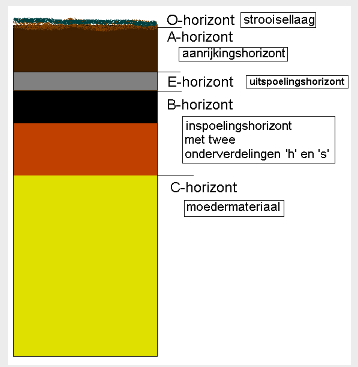 O-horizont strooisellaag
A-horizont
aanrijkingshorizont
E-horizont uitspoelingshorizont
B-horizont
inspoelingshorizont
met twee
onderverdelingen 'h' en 's'
C-horizont
moedermateriaal